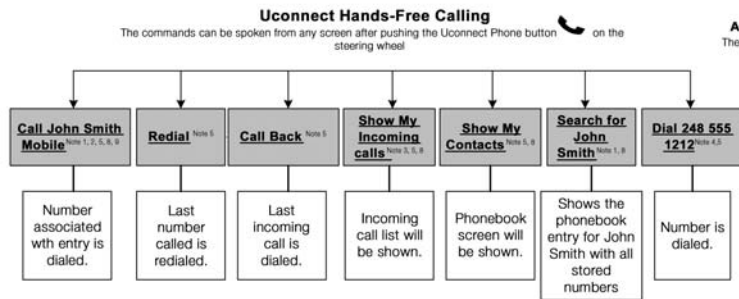 Uconnect Hands-Free Calling
The commands can be spoken from any screen after pushing the Uconnect Phone button on the
steering wheel
A
The
Call John Smith
Mobile Note 1, 2, 5, 8, 9
Redial Note 5
Call Back Note 5
Show My
Incoming
calls Note 3, 5, 8
Show My
Contacts Note 5, 8
Search for
John
Smith Note 1, 8
Dial 248 555
1212 Note 4,5
Number
associated
wth entry is
dialed.
Last
number
called is
redialed.
Last
incoming
call is
dialed.
Incoming
call list will
be shown.
Phonebook
screen will
be shown.
Shows the
phonebook
entry for John
Smith with all
stored
numbers
Number is
dialed.